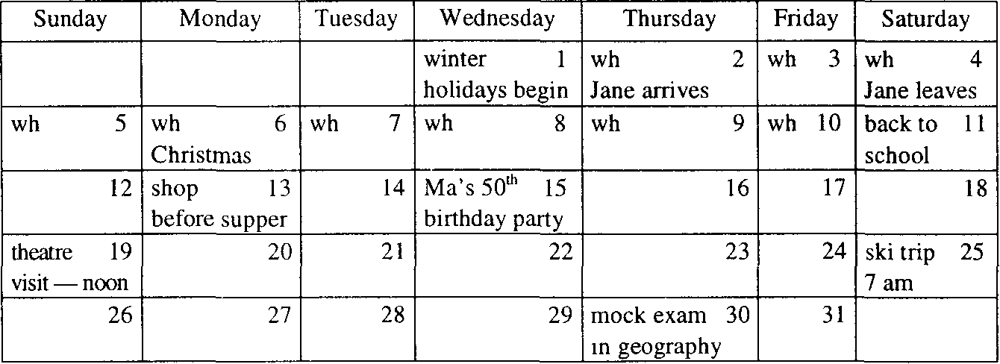 Sunday Monday Tuesday Wednesday Thursday Friday Saturday
winter 1 wh 2 wh 3 wh 4
holidays begin Jane arrives Jane leaves
wh 5 wh 6 wh 7 wh 8 wh 9 wh 10 back to 11
Christmas school
12 shop 13 14 Ma's 50th 15 16 17 18
before supper birthday party
theatre 19 20 21 22 23 24 ski trip 25
visit — noon 7 am
26 27 28 29 mock exam 30 31
in geography